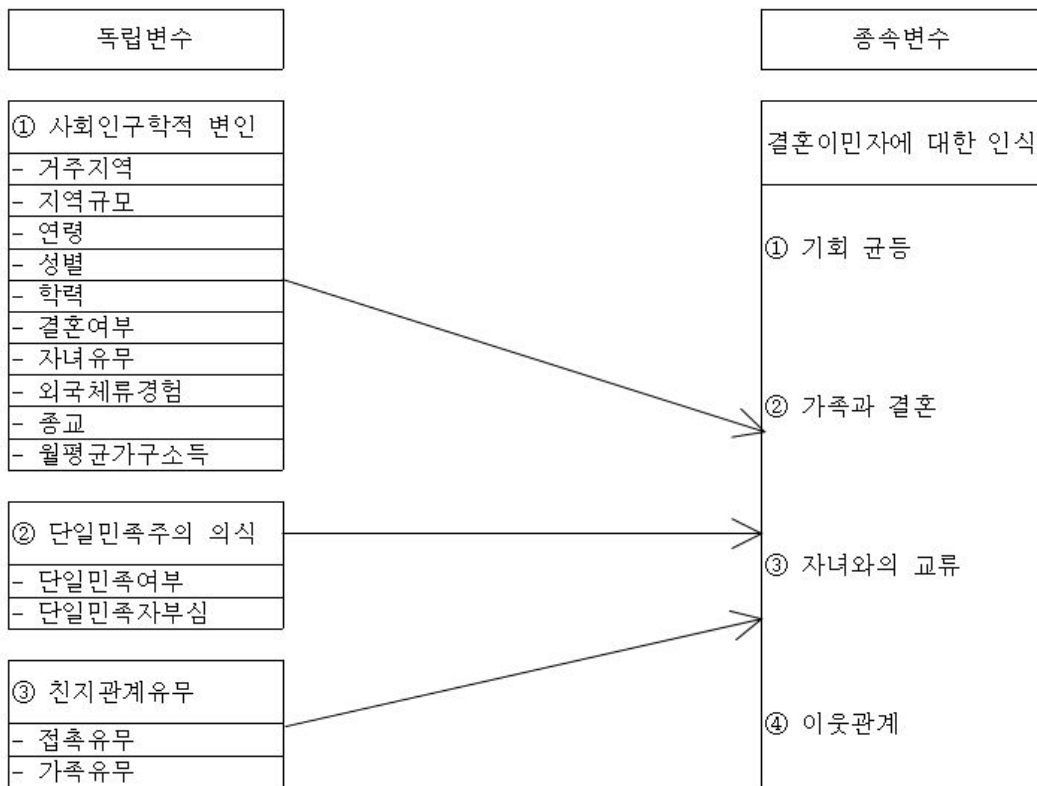 독립변수
① 사회인구학적 변인
- 거주지역
- 지역규모
- 연령
- 성별
- 학력
- 결혼여부
- 자녀유무
- 외국체류경험
- 종교
- 월평균가구소득
② 단일민족주의 의식
- 단일민족여부
- 단일민족자부심
③ 친지관계유무
- 접촉유무
- 가족유무
종속변수
결혼이민자에 대한 인식
① 기회 균등
② 가족과 결혼
③ 자녀와의 교류
④ 이웃관계